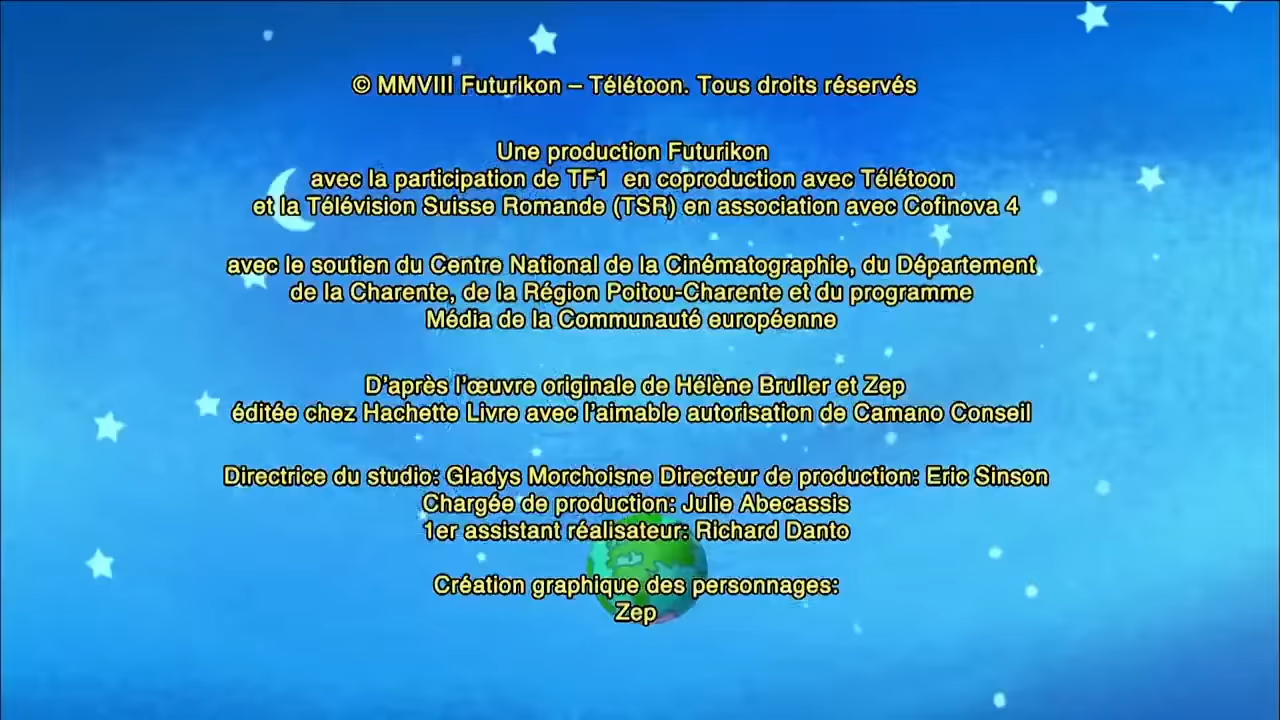 © MMVIII Futurikon – Télétoon. Tous droits réservés
Une production Futurikon
avec la participation de TF1 en coproduction avec Télétoon
et la Télévision Suisse Romande (TSR) en association avec Cofinova 4
avec le soutien du Centre National de la Cinématographie, du Département
de la Charente, de la Région Poitou-Charente et du programme
Média de la Communauté européenne
D'après l'œuvre originale de Hélène Bruller et Zep
éditée chez Hachette Livre avec l'aimable autorisation de Camano Conseil
Directrice du studio: Gladys Morchoisne Directeur de production: Eric Sinson
Chargée de production: Julie Abecassis
1er assistant réalisateur: Richard Danto
Création graphique des personnages:
Zep